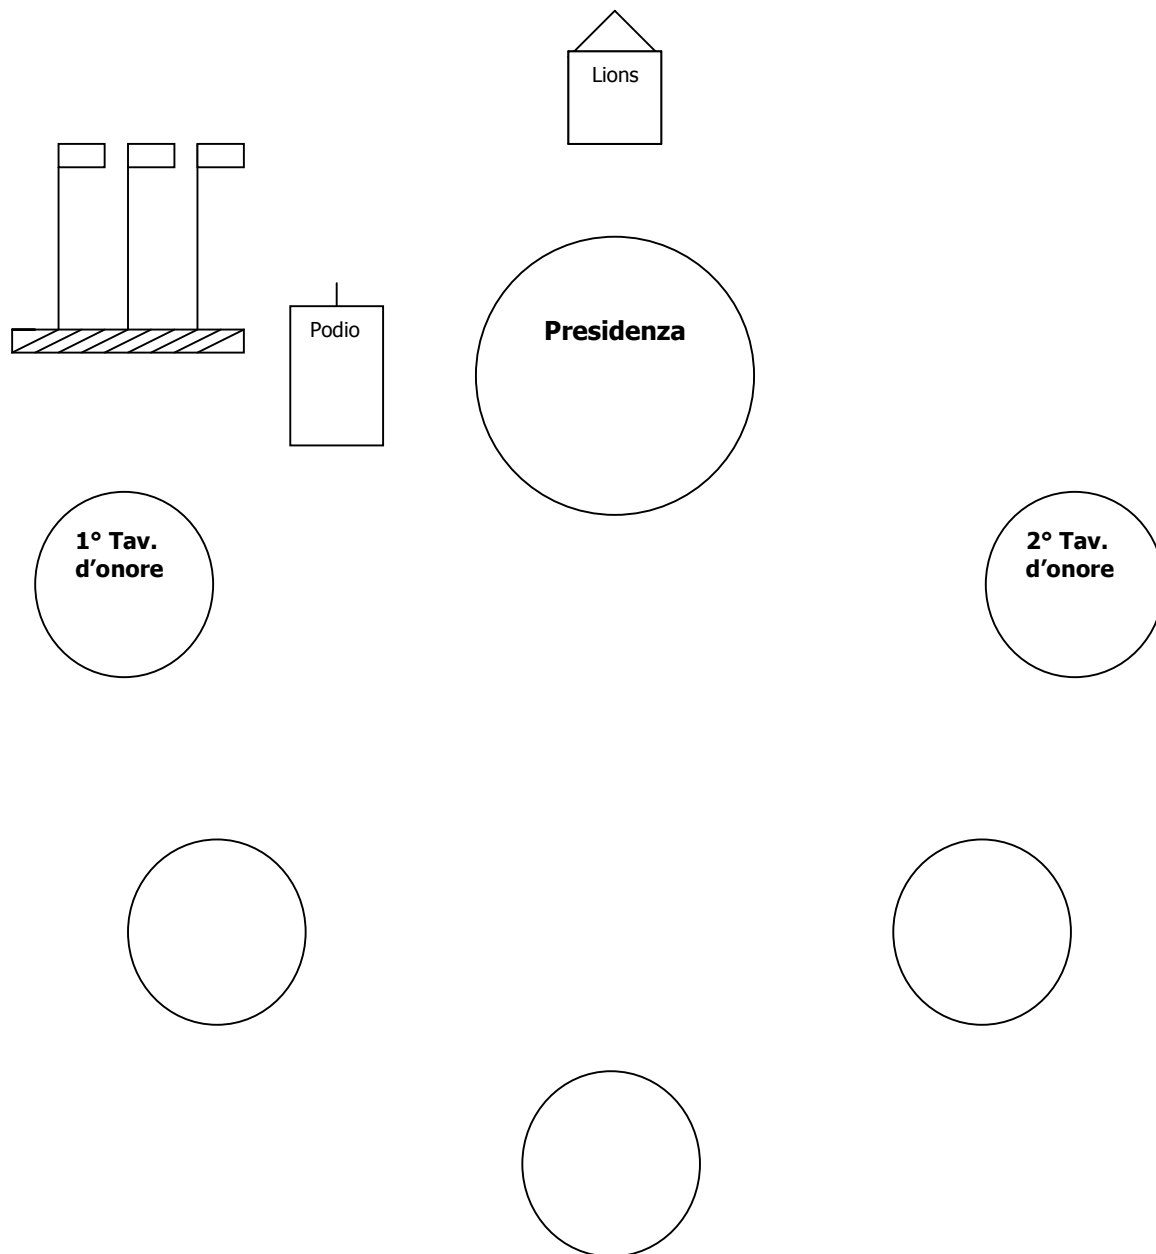 Lions
Podio
Presidenza
1° Tav.
d’onore
2° Tav.
d’onore